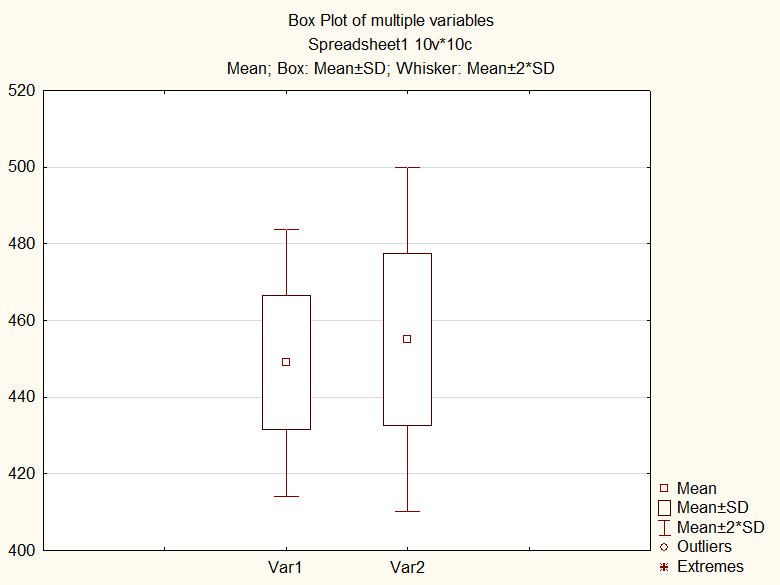 Box Plot of multiple variables
Spreadsheet1 10v*10c
Mean; Box: Mean±SD; Whisker: Mean±2*SD
520
500
480
460
440
420
400
Var1 Var2
Mean
Mean±SD
Mean±2*SD
Outliers
Extremes